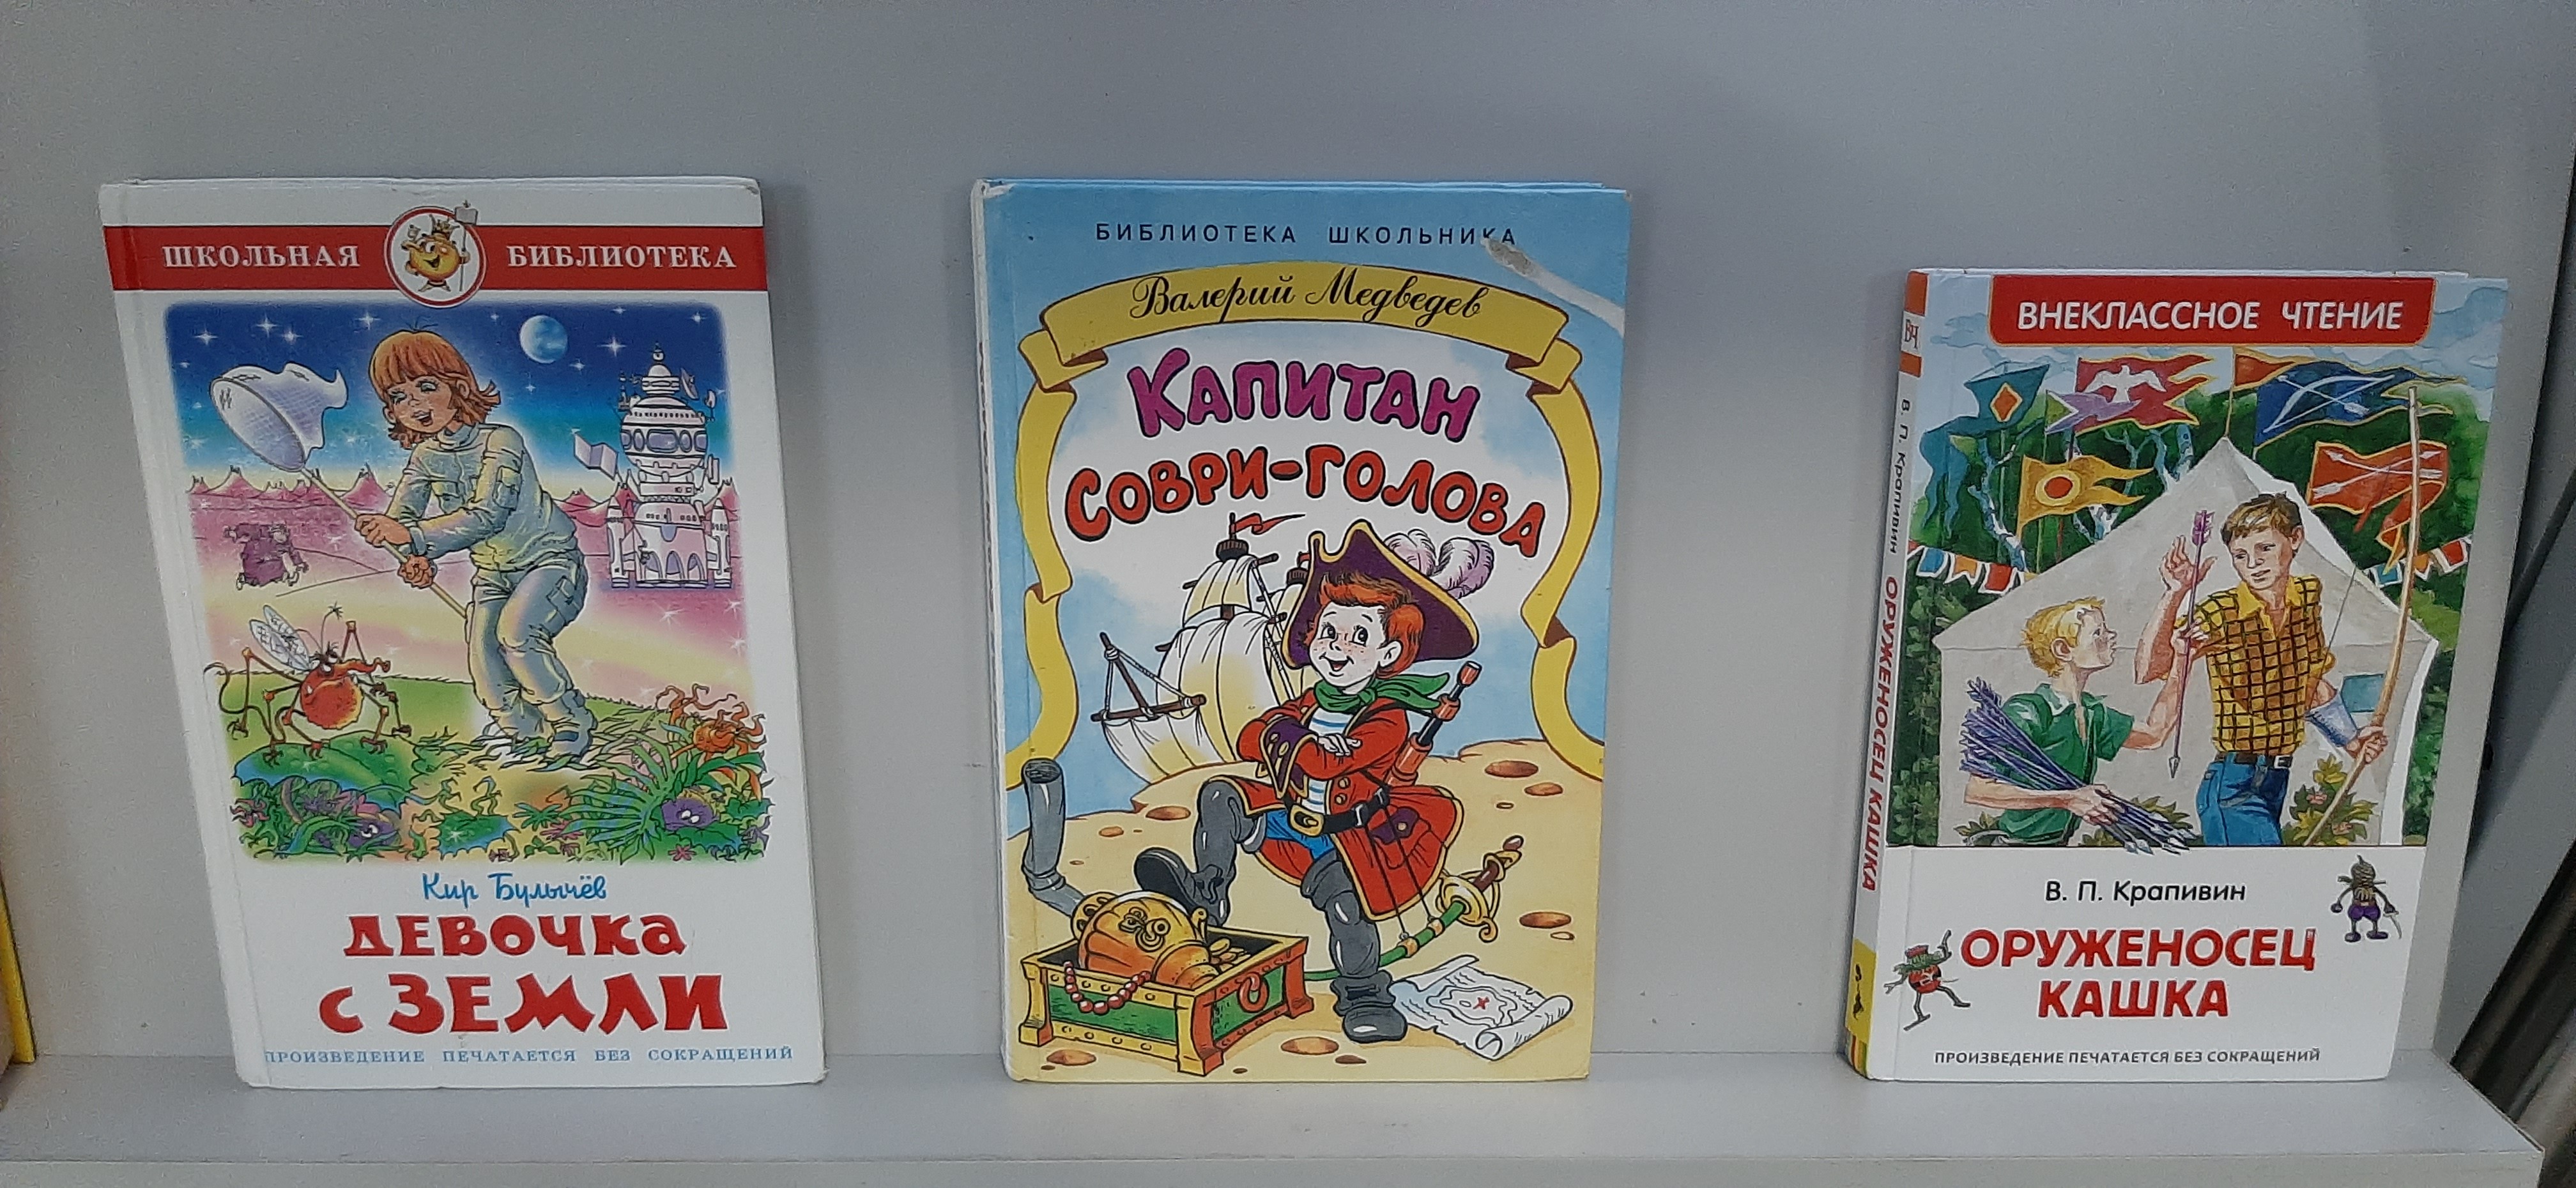 ШКОЛЬНАЯ БИБЛИОТЕКА
Кир Булычёв
ДЕВОЧКА
С ЗЕМЛИ
ПРОИЗВЕДЕНИЕ ПЕЧАТАЕТСЯ БЕЗ СОКРАЩЕНИЙ
БИБЛИОТЕКА ШКОЛЬНИКА
Валерий Медведев
КАПИТАН
СОВРИ-ГОЛОВА
ВЧ
В. П. Крапивин ОРУЖЕНОСЕЦ КАШКА
ВНЕКЛАССНОЕ ЧТЕНИЕ
В. П. Крапивин
ОРУЖЕНОСЕЦ
КАШКА
ПРОИЗВЕДЕНИЕ ПЕЧАТАЕТСЯ БЕЗ СОКРАЩЕНИЙ